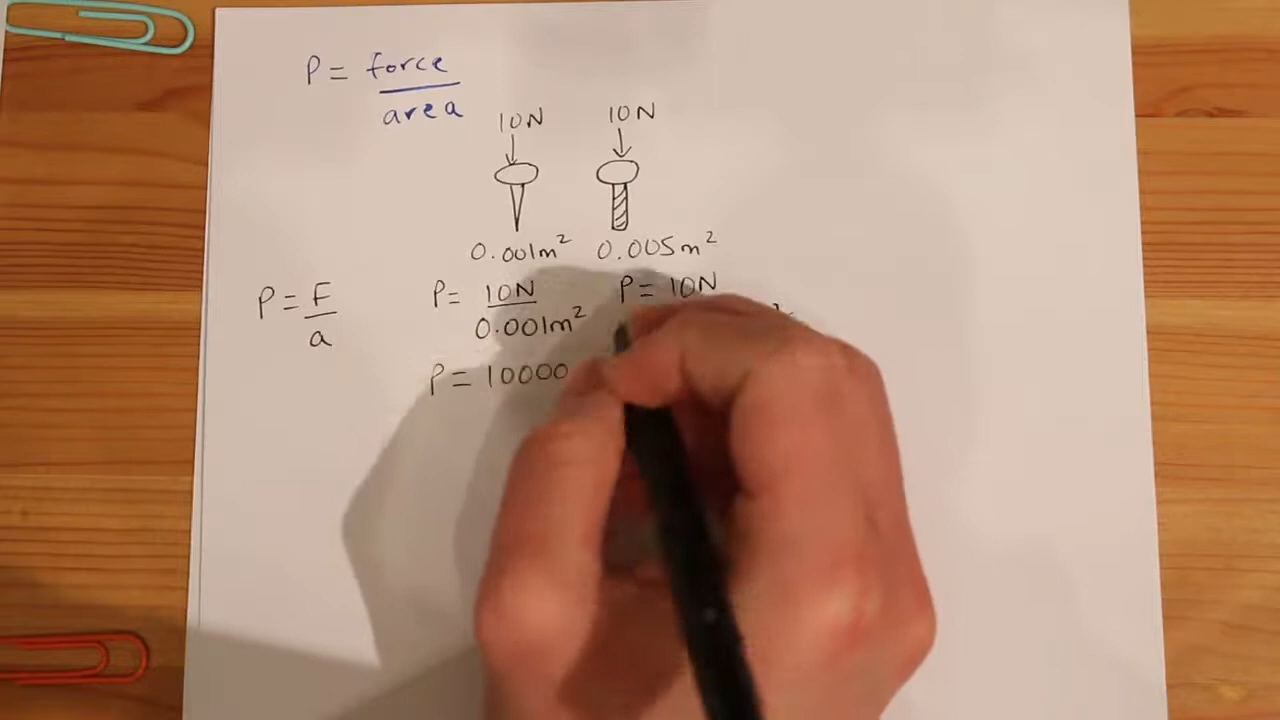 P = force
area
10N 10N
0.001m² 0.005m²
P = F
a
P = 10N
0.001m²
P = 10N
P = 10000